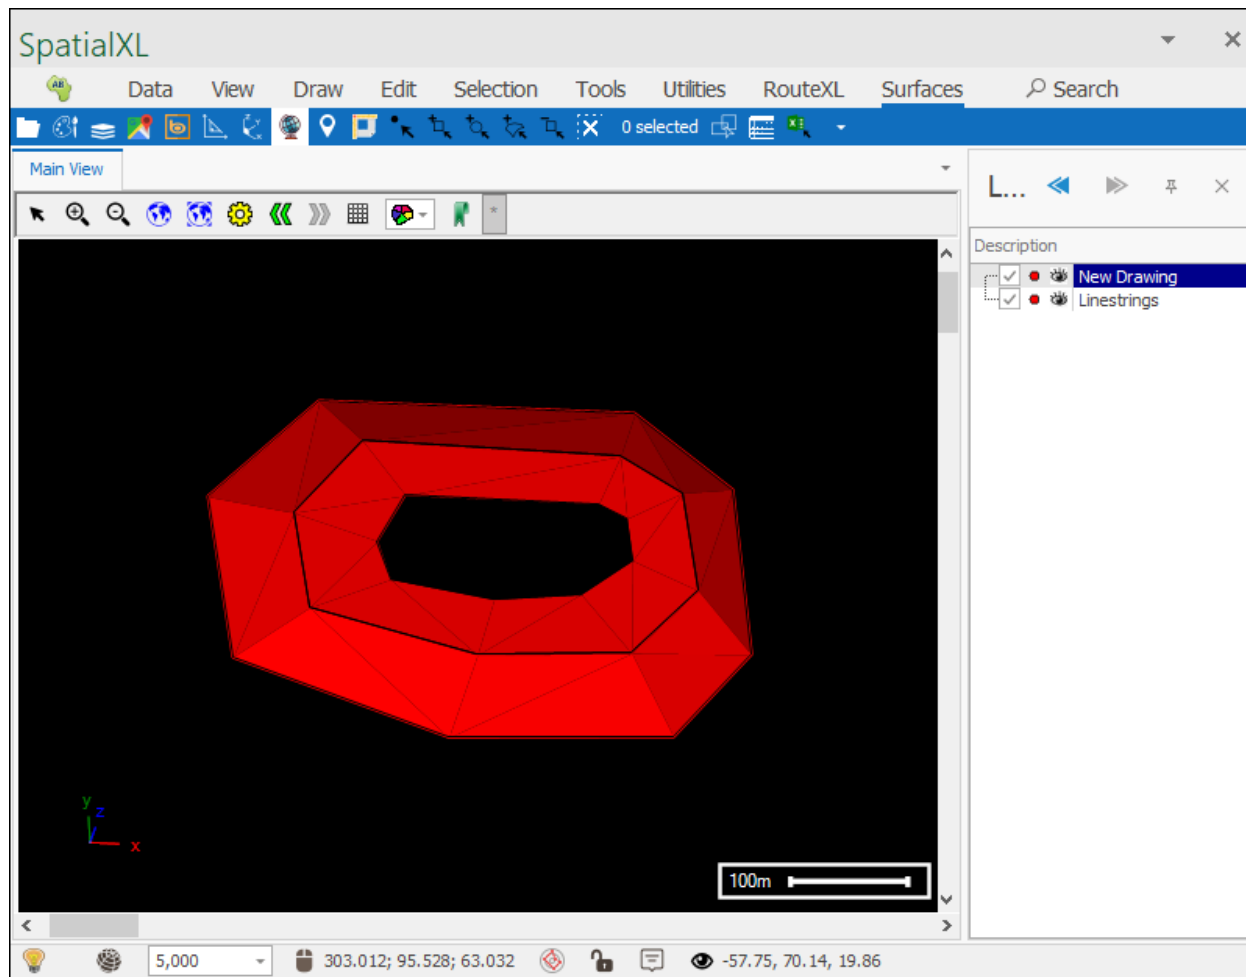 SpatialXL
AB
Data View Draw Edit Selection Tools Utilities RouteXL Surfaces Search
0 selected
Main View
L...
*
Description
New Drawing
Linestrings
y
z
x
100m
5,000 303.012; 95.528; 63.032 -57.75, 70.14, 19.86